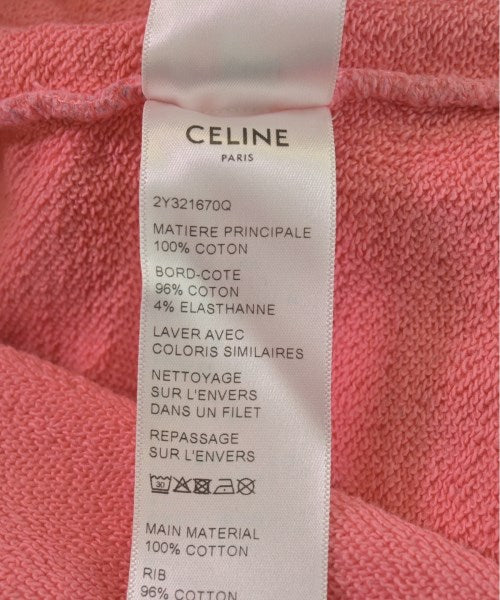 CELINE
PARIS
2Y321670Q
MATIERE PRINCIPALE
100% COTON
BORD-COTE
96% COTON
4% ELASTHANNE
LAVER AVEC
COLORIS SIMILAIRES
NETTOYAGE
SUR L'ENVERS
DANS UN FILET
REPASSAGE
SUR L'ENVERS
30
MAIN MATERIAL
100% COTTON
RIB
96% COTTON